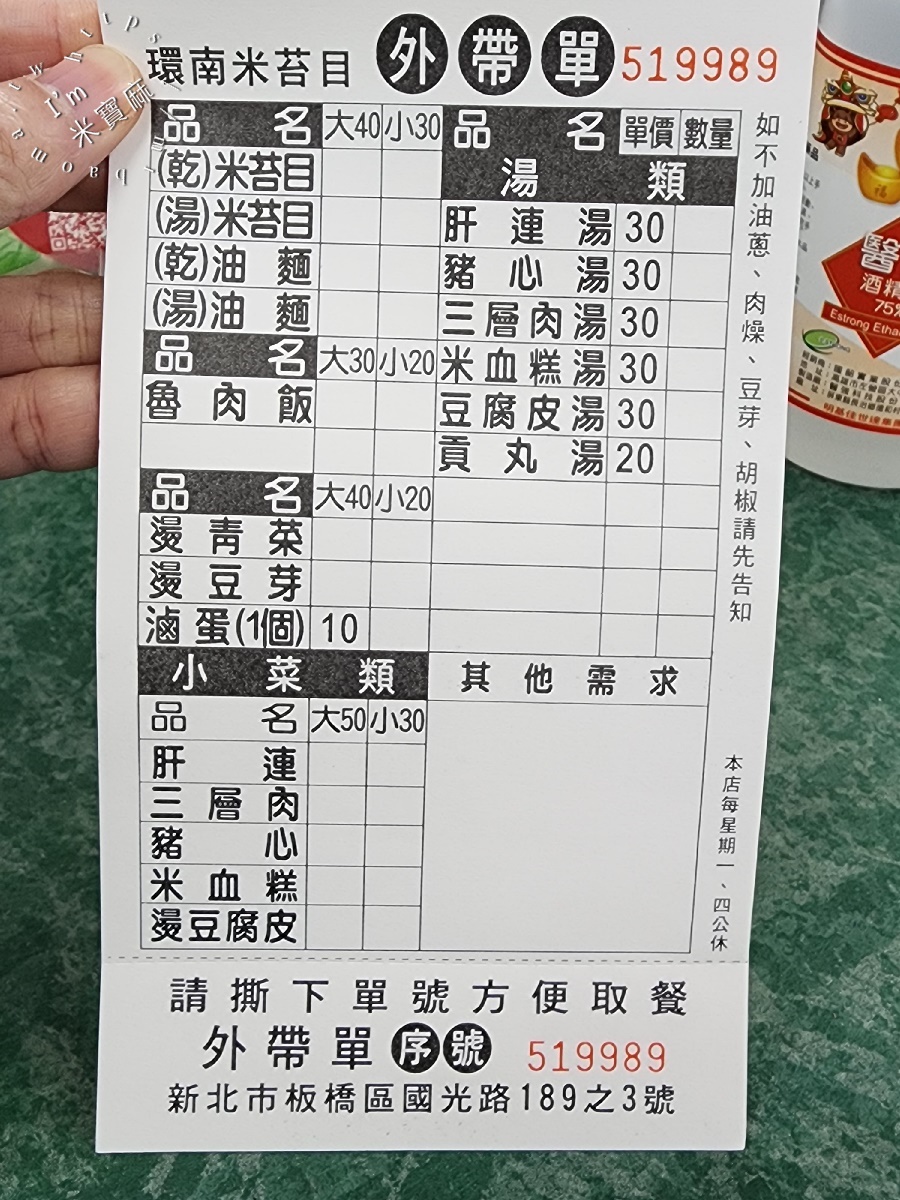 環南米苔目 外帶單 519989
品名 大40 小30
(乾)米苔目
(湯)米苔目
(乾)油麵
(湯)油麵
品名 大30 小20
魯肉飯
品名 大40 小20
燙青菜
燙豆芽
滷蛋(1個) 10
小菜類
品名 大50 小30
肝連
三層肉
豬心
米血糕
燙豆腐皮
品名 單價 數量
湯類
肝連湯 30
豬心湯 30
三層肉湯 30
米血糕湯 30
豆腐皮湯 30
貢丸湯 20
其他需求
如不加油蔥、肉燥、豆芽、胡椒請先告知
本店每星期一、四公休
請撕下單號方便取餐
外帶單序號 519989
新北市板橋區國光路189之3號
I'm
米寶麻
醫
酒精
75%
Estrong Etha